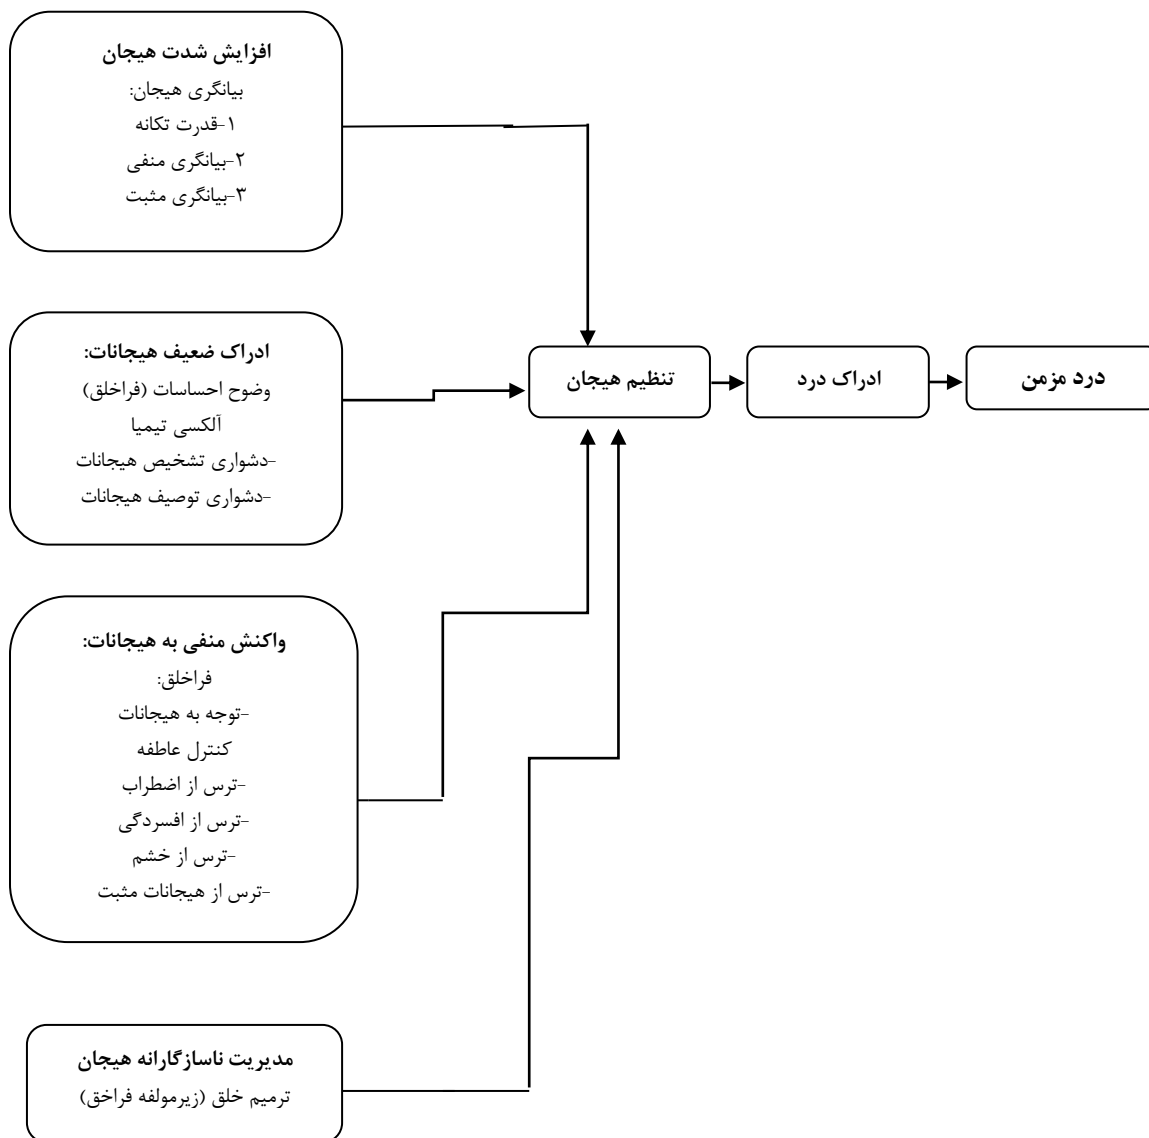 افزایش شدت هیجان
بیانگری هیجان:
۱-قدرت تکانه
۲-بیانگری منفی
۳-بیانگری مثبت
ادراک ضعیف هیجانات:
وضوح احساسات (فراخلق)
آلکسی تیمیا
-دشواری تشخیص هیجانات
-دشواری توصیف هیجانات
تنظیم هیجان
ادراک درد
درد مزمن
واکنش منفی به هیجانات:
فراخلق:
-توجه به هیجانات
کنترل عاطفه
-ترس از اضطراب
-ترس از افسردگی
-ترس از خشم
-ترس از هیجانات مثبت
مدیریت ناسازگارانه هیجان
ترمیم خلق (زیرمولفه فراخق)